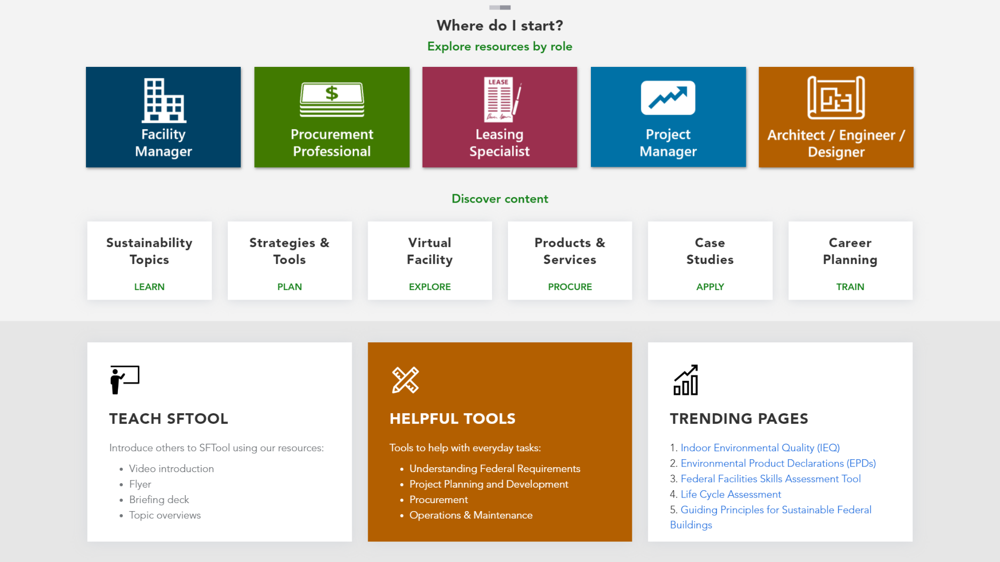 Where do I start?
Explore resources by role
Facility
Manager
$
Procurement
Professional
LEASE
Leasing
Specialist
Project
Manager
Architect / Engineer /
Designer
Discover content
Sustainability
Topics
LEARN
Strategies &
Tools
PLAN
Virtual
Facility
EXPLORE
Products &
Services
PROCURE
Case
Studies
APPLY
Career
Planning
TRAIN
TEACH SFTOOL
Introduce others to SFTool using our resources:
• Video introduction
• Flyer
• Briefing deck
• Topic overviews
HELPFUL TOOLS
Tools to help with everyday tasks:
• Understanding Federal Requirements
• Project Planning and Development
• Procurement
• Operations & Maintenance
TRENDING PAGES
1. Indoor Environmental Quality (IEQ)
2. Environmental Product Declarations (EPDs)
3. Federal Facilities Skills Assessment Tool
4. Life Cycle Assessment
5. Guiding Principles for Sustainable Federal
Buildings